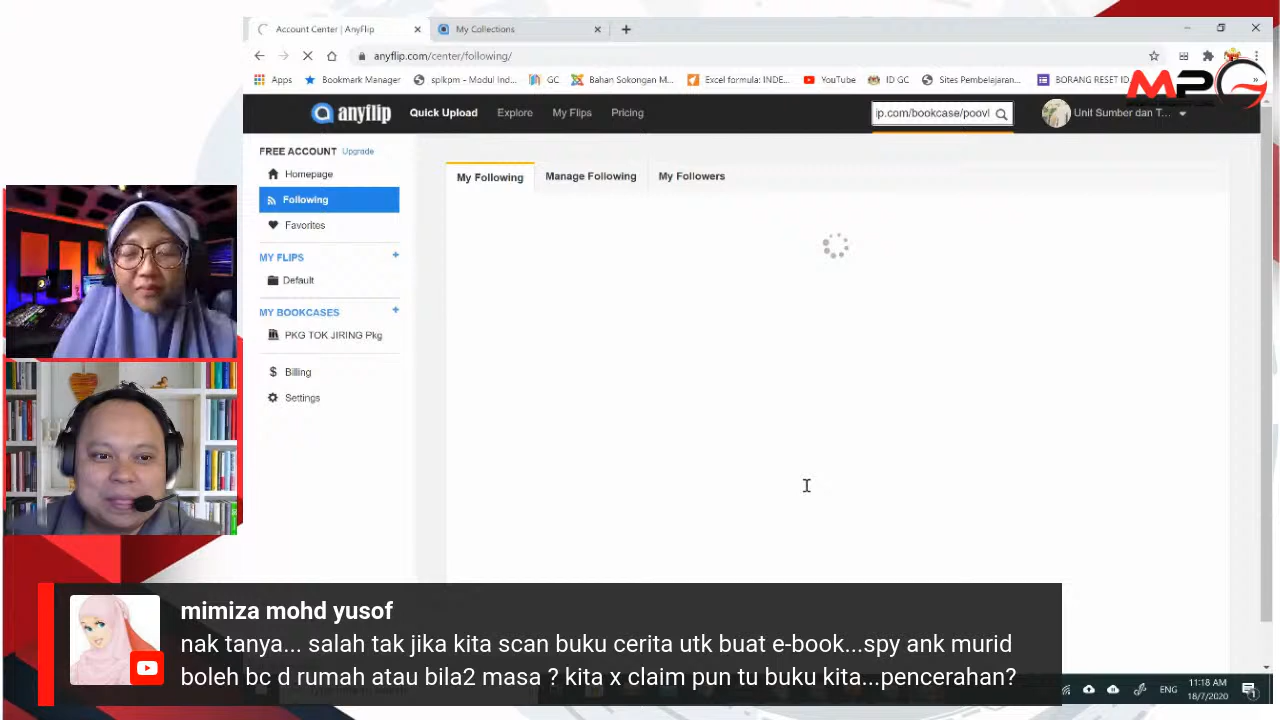 Account Center | AnyFlip
My Collections
anyflip.com/center/following/
Apps
Bookmark Manager
splkpm - Modul Ind...
GC
Bahan Sokongan M...
Excel formula: INDE...
YouTube
ID GC
Sites Pembelajaran...
BORANG RESET ID
MPG
anyflip
Quick Upload
Explore
My Flips
Pricing
ip.com/bookcase/poovl
Unit Sumber dan T...
FREE ACCOUNT Upgrade
Homepage
Following
Favorites
MY FLIPS
Default
MY BOOKCASES
PKG TOK JIRING Pkg
Billing
Settings
My Following
Manage Following
My Followers
mimiza mohd yusof
nak tanya... salah tak jika kita scan buku cerita utk buat e-book...spy ank murid
boleh bc d rumah atau bila2 masa ? kita x claim pun tu buku kita...pencerahan?
ENG
11:18 AM
18/7/2020